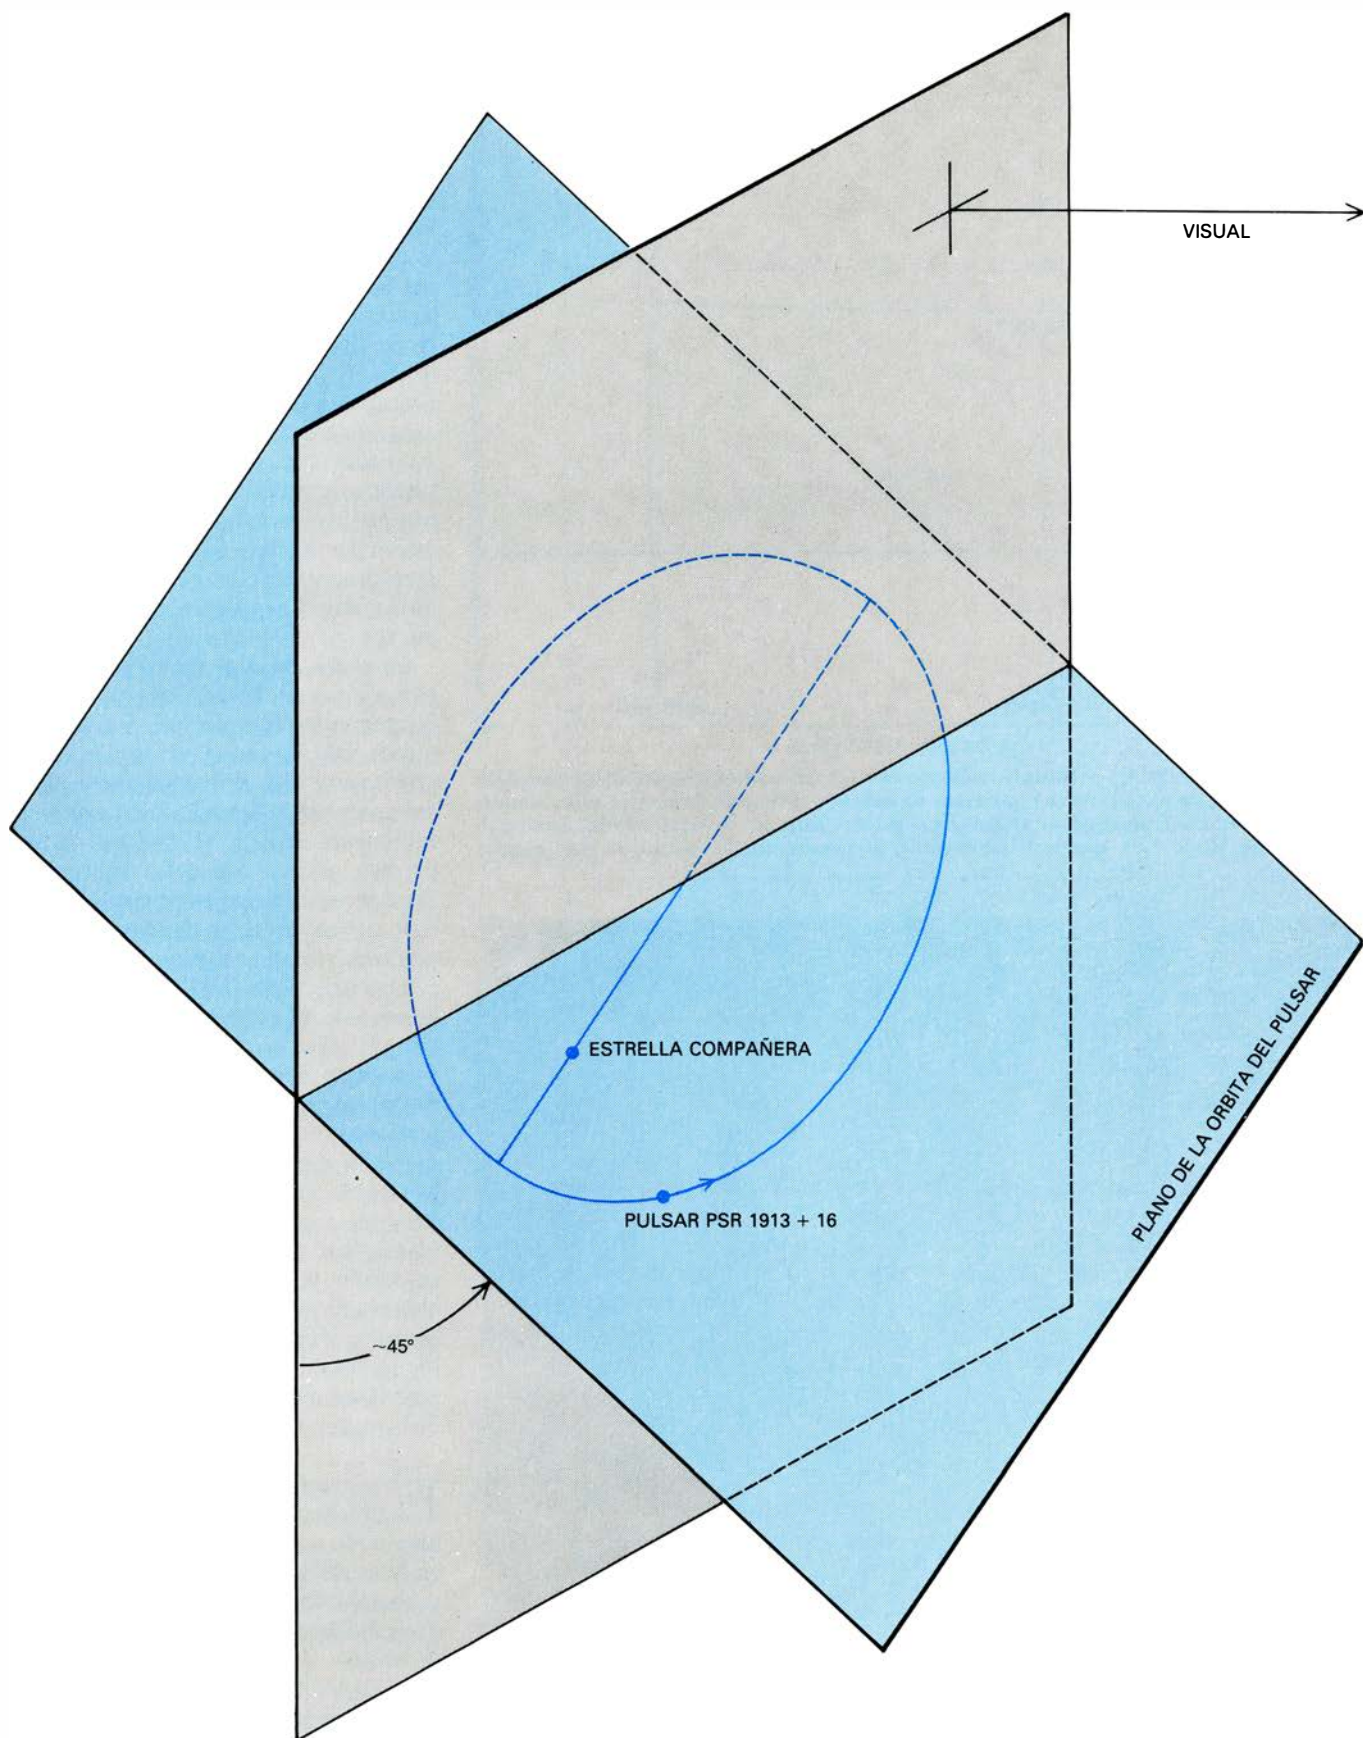 VISUAL
PLANO DE LA ORBITA DEL PULSAR
ESTRELLA COMPAÑERA
PULSAR PSR 1913 + 16
~45°